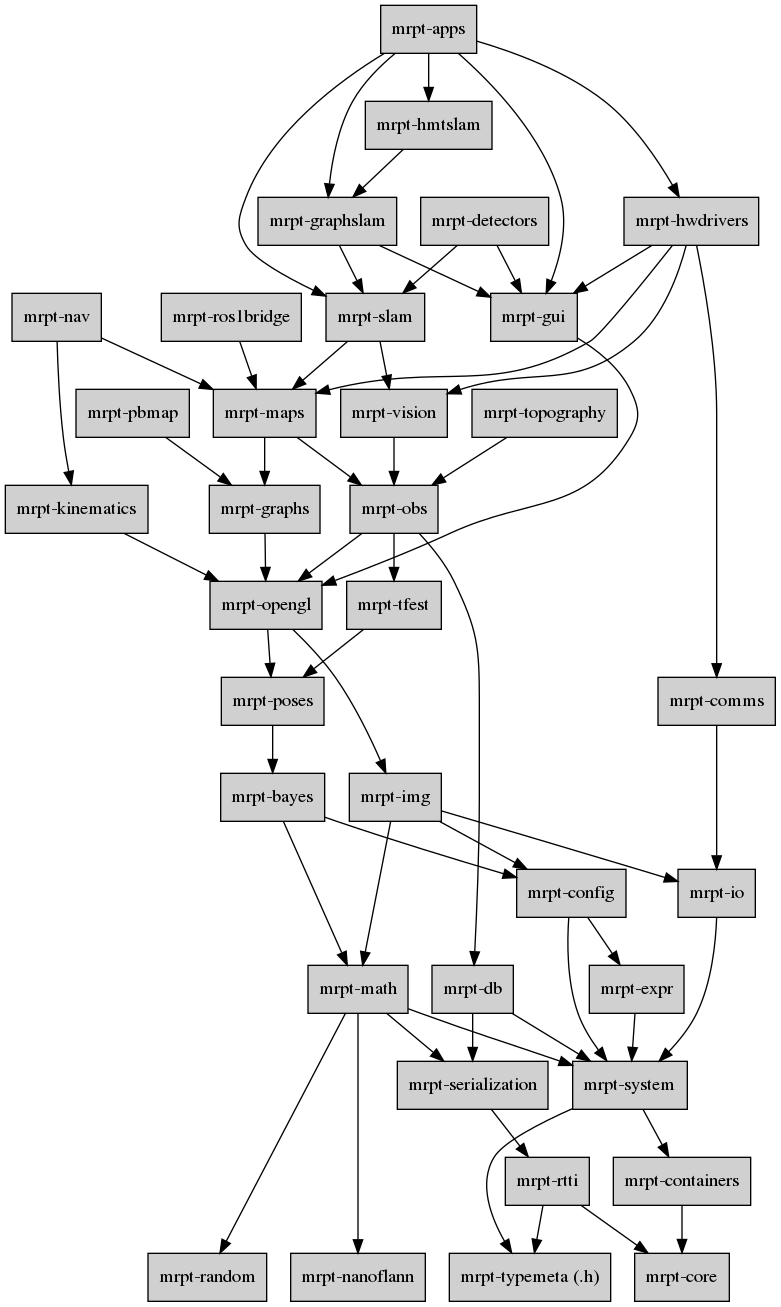 mrpt-apps
mrpt-hmtslam
mrpt-graphslam
mrpt-detectors
mrpt-hwdrivers
mrpt-nav
mrpt-ros1bridge
mrpt-slam
mrpt-gui
mrpt-pbmap
mrpt-maps
mrpt-vision
mrpt-topography
mrpt-kinematics
mrpt-graphs
mrpt-obs
mrpt-opengl
mrpt-tfest
mrpt-poses
mrpt-comms
mrpt-bayes
mrpt-img
mrpt-config
mrpt-io
mrpt-math
mrpt-db
mrpt-expr
mrpt-serialization
mrpt-system
mrpt-rtti
mrpt-containers
mrpt-random
mrpt-nanoflann
mrpt-typemeta (.h)
mrpt-core